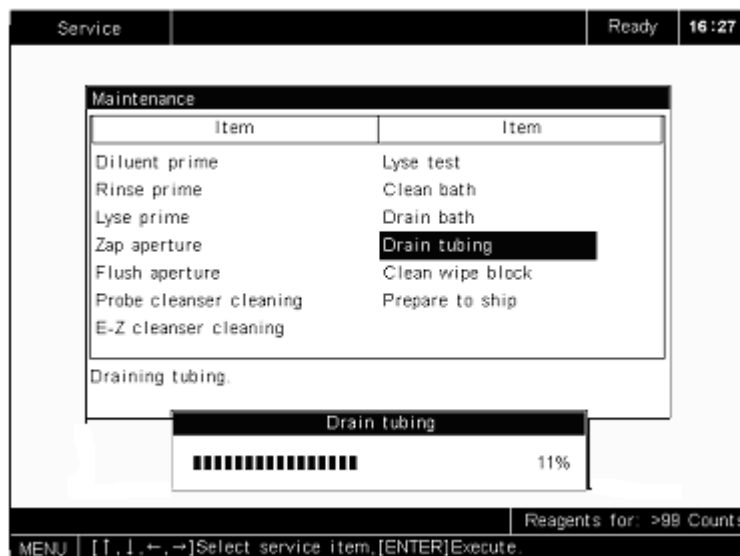 Service Ready 16:27
Maintenance
Item Item
Diluent prime Lyse test
Rinse prime Clean bath
Lyse prime Drain bath
Zap aperture Drain tubing
Flush aperture Clean wipe block
Probe cleanser cleaning Prepare to ship
E-Z cleanser cleaning
Draining tubing.
Drain tubing
11%
Reagents for: >99 Counts
MENU [↑,↓,←,→]Select service item,[ENTER]Execute.